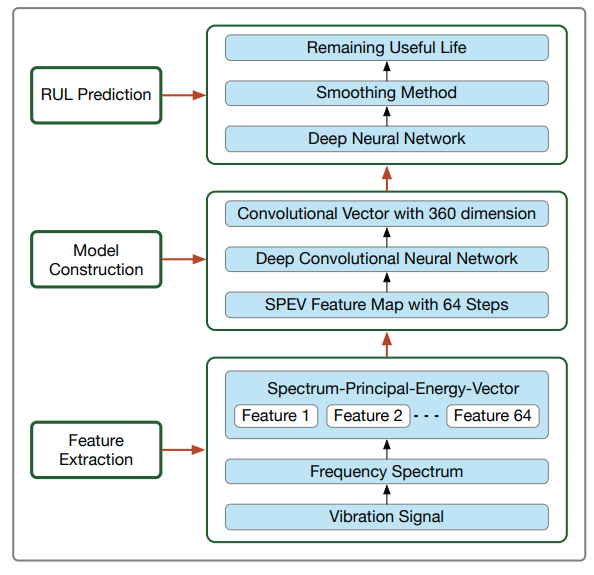 Remaining Useful Life
RUL Prediction
Smoothing Method
Deep Neural Network
Convolutional Vector with 360 dimension
Model
Construction
Deep Convolutional Neural Network
SPEV Feature Map with 64 Steps
Spectrum-Principal-Energy-Vector
Feature 1 Feature 2 - - - Feature 64
Feature
Extraction
Frequency Spectrum
Vibration Signal